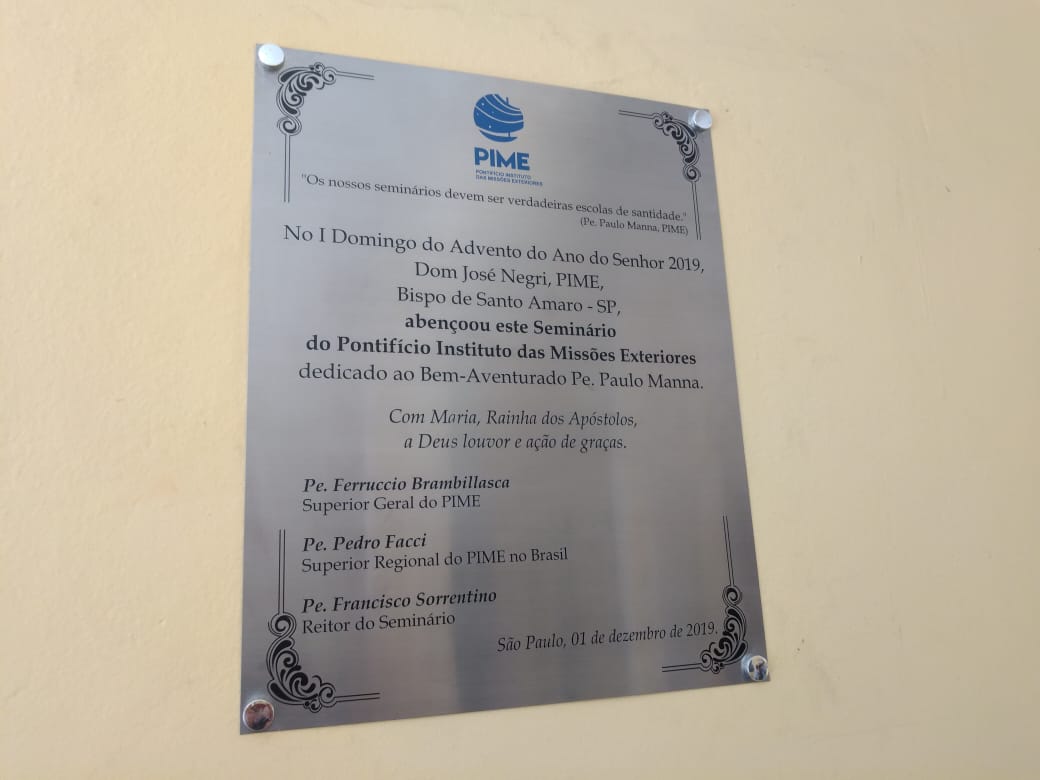 PIME
PONTIFÍCIO INSTITUTO
DAS MISSÕES EXTERIORES
"Os nossos seminários devem ser verdadeiras escolas de santidade."
(Pe. Paulo Manna, PIME)
No I Domingo do Advento do Ano do Senhor 2019,
Dom José Negri, PIME,
Bispo de Santo Amaro - SP,
abençoou este Seminário
do Pontifício Instituto das Missões Exteriores
dedicado ao Bem-Aventurado Pe. Paulo Manna.
Com Maria, Rainha dos Apóstolos,
a Deus louvor e ação de graças.
Pe. Ferruccio Brambillasca
Superior Geral do PIME
Pe. Pedro Facci
Superior Regional do PIME no Brasil
Pe. Francisco Sorrentino
Reitor do Seminário
São Paulo, 01 de dezembro de 2019.